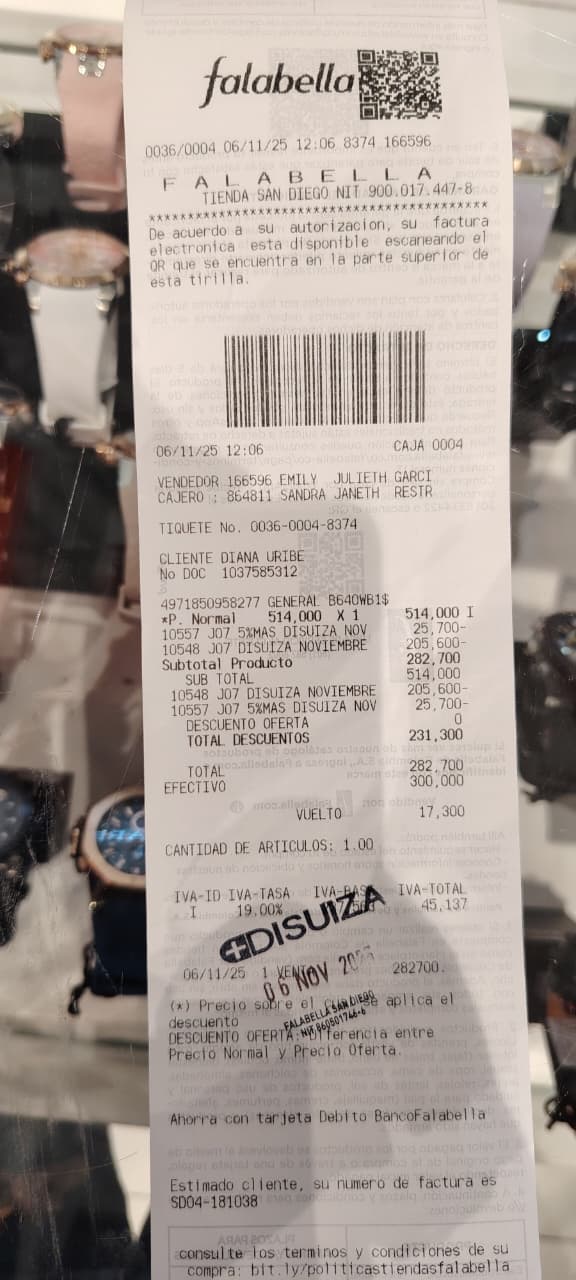 falabella
0036/0004 06/11/25 12:06 8374 166596
F A L A B E L L A
TIENDA SAN DIEGO NIT 900.017.447-8
******************************************
De acuerdo a su autorizacion, su factura
electronica esta disponible escaneando el
QR que se encuentra en la parte superior de
esta tirilla.
06/11/25 12:06 CAJA 0004
VENDEDOR 166596 EMILY JULIETH GARCI
CAJERO : 864811 SANDRA JANETH RESTR
TIQUETE No. 0036-0004-8374
CLIENTE DIANA URIBE
No DOC 1037585312
4971850958277 GENERAL B640WB1$
*P. Normal 514,000 X 1 514,000 I
10557 J07 5%MAS DISUIZA NOV 25,700-
10548 J07 DISUIZA NOVIEMBRE 205,600-
Subtotal Producto 282,700
SUB TOTAL 514,000
10548 J07 DISUIZA NOVIEMBRE 205,600-
10557 J07 5%MAS DISUIZA NOV 25,700-
DESCUENTO OFERTA 0
TOTAL DESCUENTOS 231,300
TOTAL 282,700
EFECTIVO 300,000
VUELTO 17,300
CANTIDAD DE ARTICULOS: 1.00
IVA-ID IVA-TASA IVA-BASE IVA-TOTAL
I 19.00% 45,137
DISUIZA
06/11/25 1 VENTA 282700.
06 NOV
FALABELLA SAN DIEGO
NIT 860501746-6
(*) Precio sobre el se aplica el
descuento
DESCUENTO OFERTA: Diferencia entre
Precio Normal y Precio Oferta.
Ahorra con tarjeta Debito BancoFalabella
Estimado cliente, su numero de factura es
SD04-181038
consulte los terminos y condiciones de su
compra: bit.ly/politicastiendasfalabella